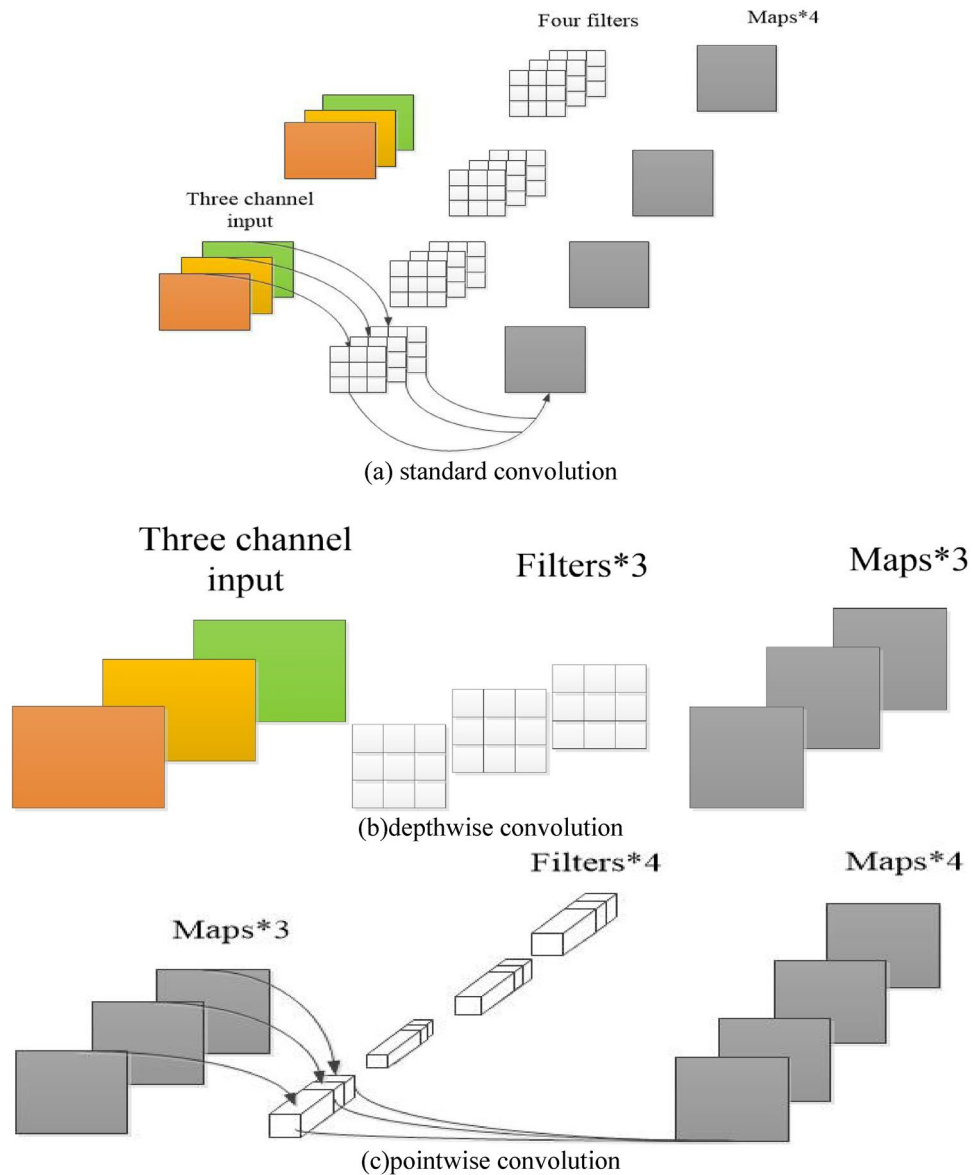 Four filters
Maps*4
Three channel
input
(a) standard convolution
Three channel
input
Filters*3
Maps*3
(b)depthwise convolution
Filters*4
Maps*4
Maps*3
(c)pointwise convolution